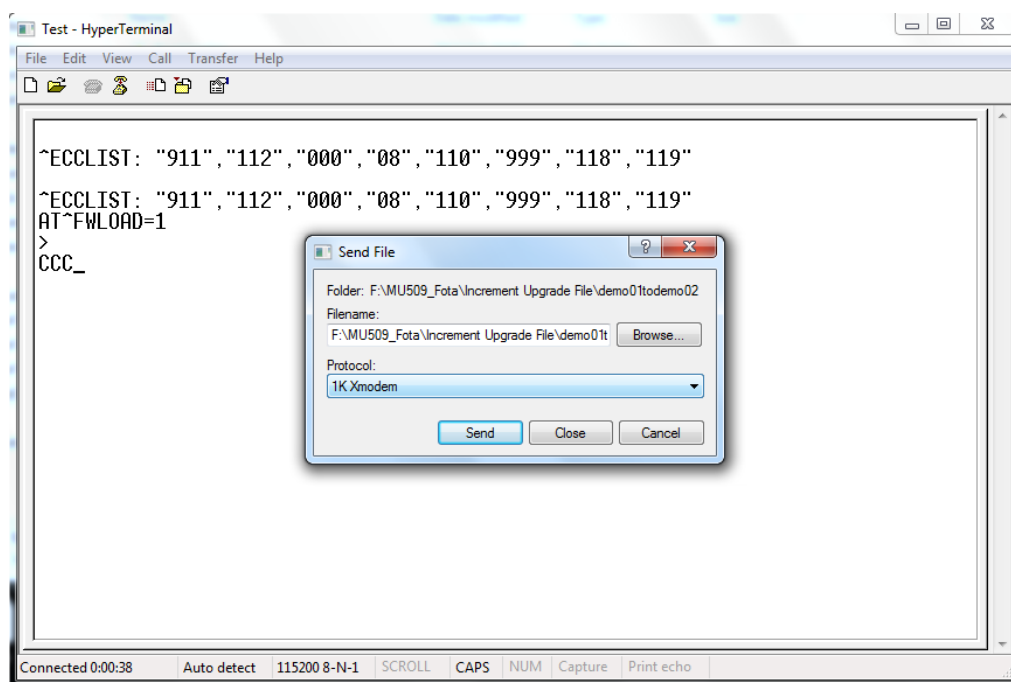 Test - HyperTerminal
File Edit View Call Transfer Help
^ECCLIST: "911","112","000","08","110","999","118","119"
^ECCLIST: "911","112","000","08","110","999","118","119"
AT^FWLOAD=1
>
CCC_
Send File
Folder: F:\MU509_Fota\Increment Upgrade File\demo01todemo02
Filename:
F:\MU509_Fota\Increment Upgrade File\demo01t
Browse...
Protocol:
1K Xmodem
Send Close Cancel
Connected 0:00:38 Auto detect 115200 8-N-1 SCROLL CAPS NUM Capture Print echo